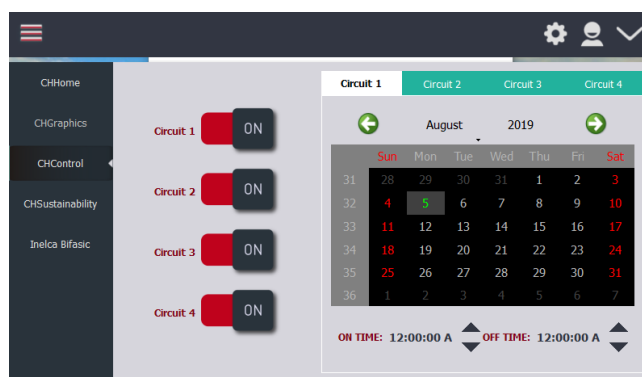 CHHome
CHGraphics
CHControl
CHSustainability
Inelca Bifasic
Circuit 1 ON
Circuit 2 ON
Circuit 3 ON
Circuit 4 ON
Circuit 1 Circuit 2 Circuit 3 Circuit 4
August 2019
Sun Mon Tue Wed Thu Fri Sat
31 28 29 30 31 1 2 3
32 4 5 6 7 8 9 10
33 11 12 13 14 15 16 17
34 18 19 20 21 22 23 24
35 25 26 27 28 29 30 31
36 1 2 3 4 5 6 7
ON TIME: 12:00:00 A OFF TIME: 12:00:00 A